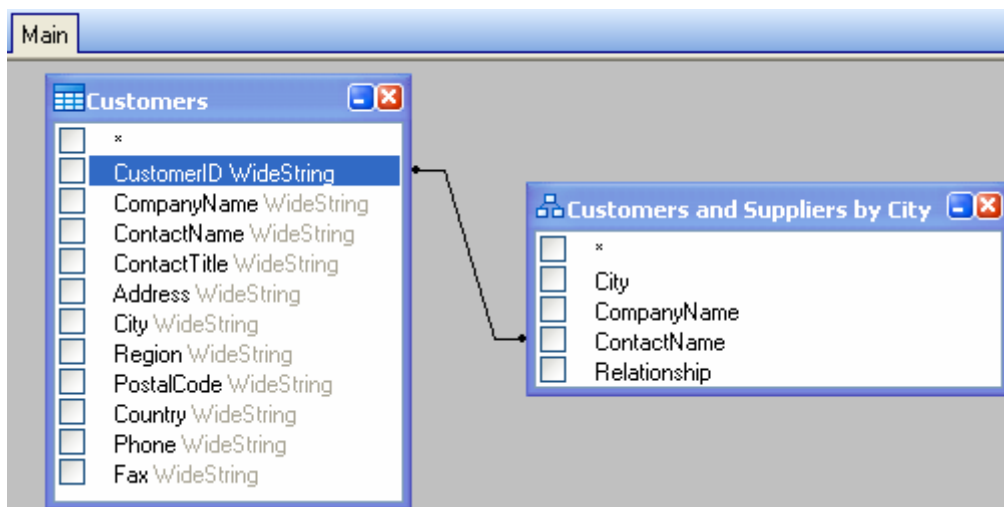 Main
Customers
*
CustomerID WideString
CompanyName WideString
ContactName WideString
ContactTitle WideString
Address WideString
City WideString
Region WideString
PostalCode WideString
Country WideString
Phone WideString
Fax WideString
Customers and Suppliers by City
*
City
CompanyName
ContactName
Relationship